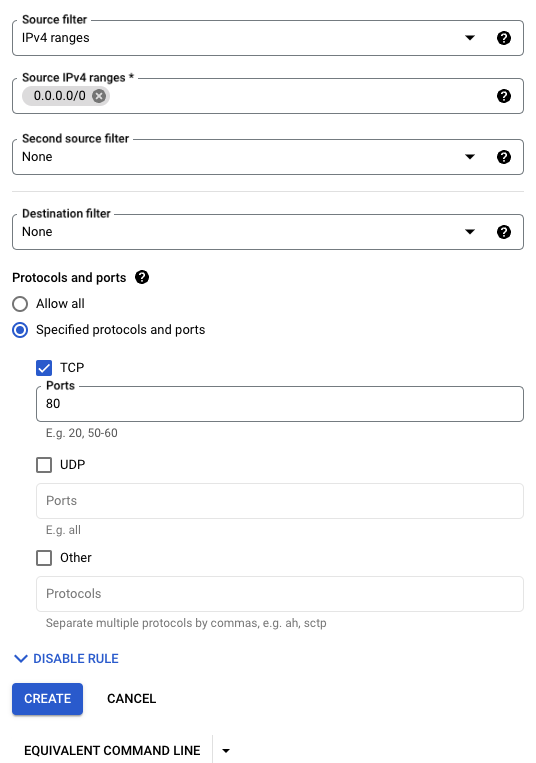 Source filter
IPv4 ranges
Source IPv4 ranges *
0.0.0.0/0
Second source filter
None
Destination filter
None
Protocols and ports
Allow all
Specified protocols and ports
TCP
Ports
80
E.g. 20, 50-60
UDP
Ports
E.g. all
Other
Protocols
Separate multiple protocols by commas, e.g. ah, sctp
DISABLE RULE
CREATE CANCEL
EQUIVALENT COMMAND LINE